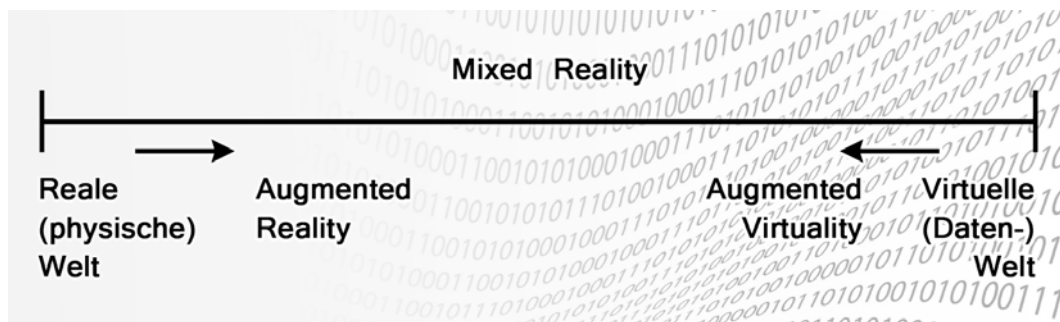 Mixed Reality
Reale
(physische)
Welt
Augmented
Reality
Augmented
Virtuality
Virtuelle
(Daten-)
Welt